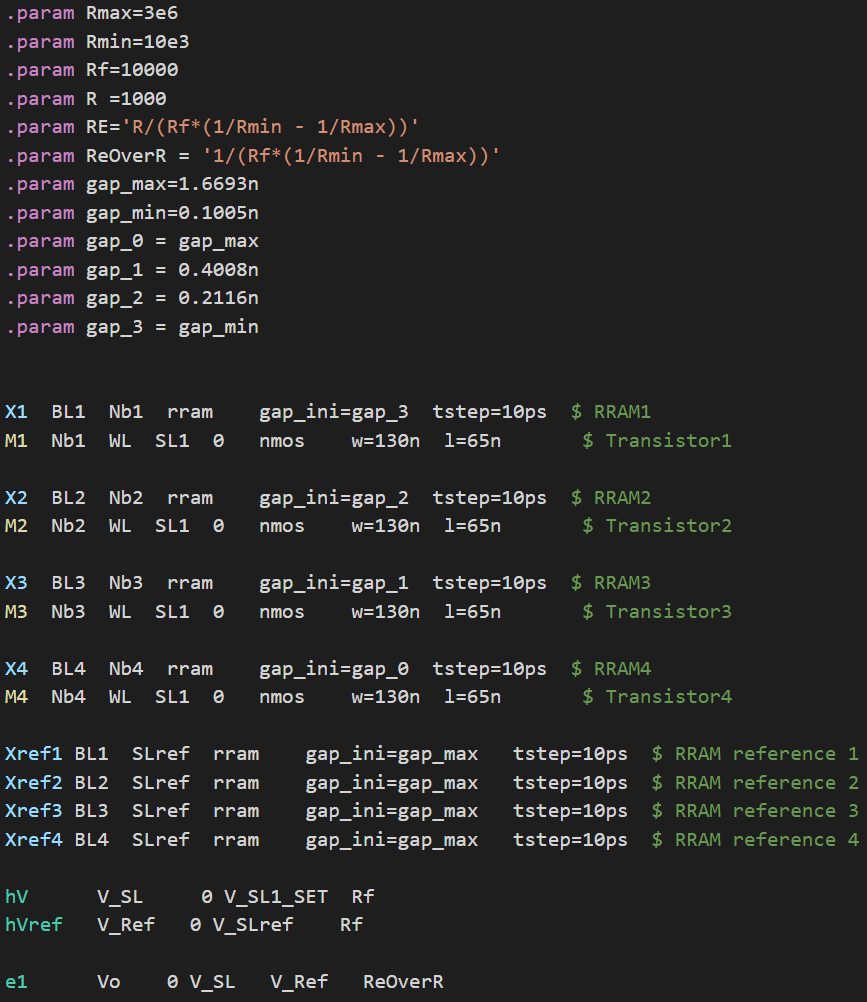 .param Rmax=3e6
.param Rmin=10e3
.param Rf=10000
.param R =1000
.param RE='R/(Rf*(1/Rmin - 1/Rmax))'
.param ReOverR = '1/(Rf*(1/Rmin - 1/Rmax))'
.param gap_max=1.6693n
.param gap_min=0.1005n
.param gap_0 = gap_max
.param gap_1 = 0.4008n
.param gap_2 = 0.2116n
.param gap_3 = gap_min
X1 BL1 Nb1 rram gap_ini=gap_3 tstep=10ps $ RRAM1
M1 Nb1 WL SL1 0 nmos w=130n l=65n $ Transistor1
X2 BL2 Nb2 rram gap_ini=gap_2 tstep=10ps $ RRAM2
M2 Nb2 WL SL1 0 nmos w=130n l=65n $ Transistor2
X3 BL3 Nb3 rram gap_ini=gap_1 tstep=10ps $ RRAM3
M3 Nb3 WL SL1 0 nmos w=130n l=65n $ Transistor3
X4 BL4 Nb4 rram gap_ini=gap_0 tstep=10ps $ RRAM4
M4 Nb4 WL SL1 0 nmos w=130n l=65n $ Transistor4
Xref1 BL1 SLref rram gap_ini=gap_max tstep=10ps $ RRAM reference 1
Xref2 BL2 SLref rram gap_ini=gap_max tstep=10ps $ RRAM reference 2
Xref3 BL3 SLref rram gap_ini=gap_max tstep=10ps $ RRAM reference 3
Xref4 BL4 SLref rram gap_ini=gap_max tstep=10ps $ RRAM reference 4
hV V_SL 0 V_SL1_SET Rf
hVref V_Ref 0 V_SLref Rf
e1 Vo 0 V_SL V_Ref ReOverR